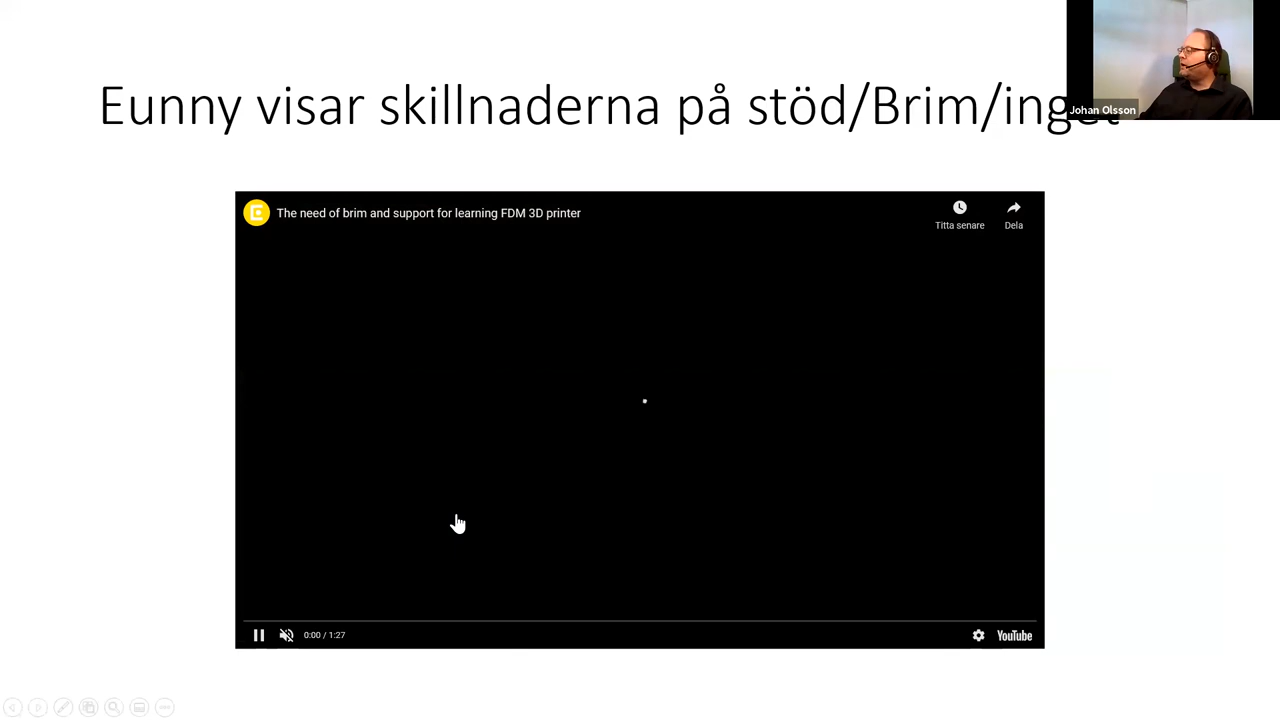 Eunny visar skillnaderna på stöd/Brim/inget
Johan Olsson
The need of brim and support for learning FDM 3D printer
Titta senare
Dela
0:00 / 1:27
YouTube